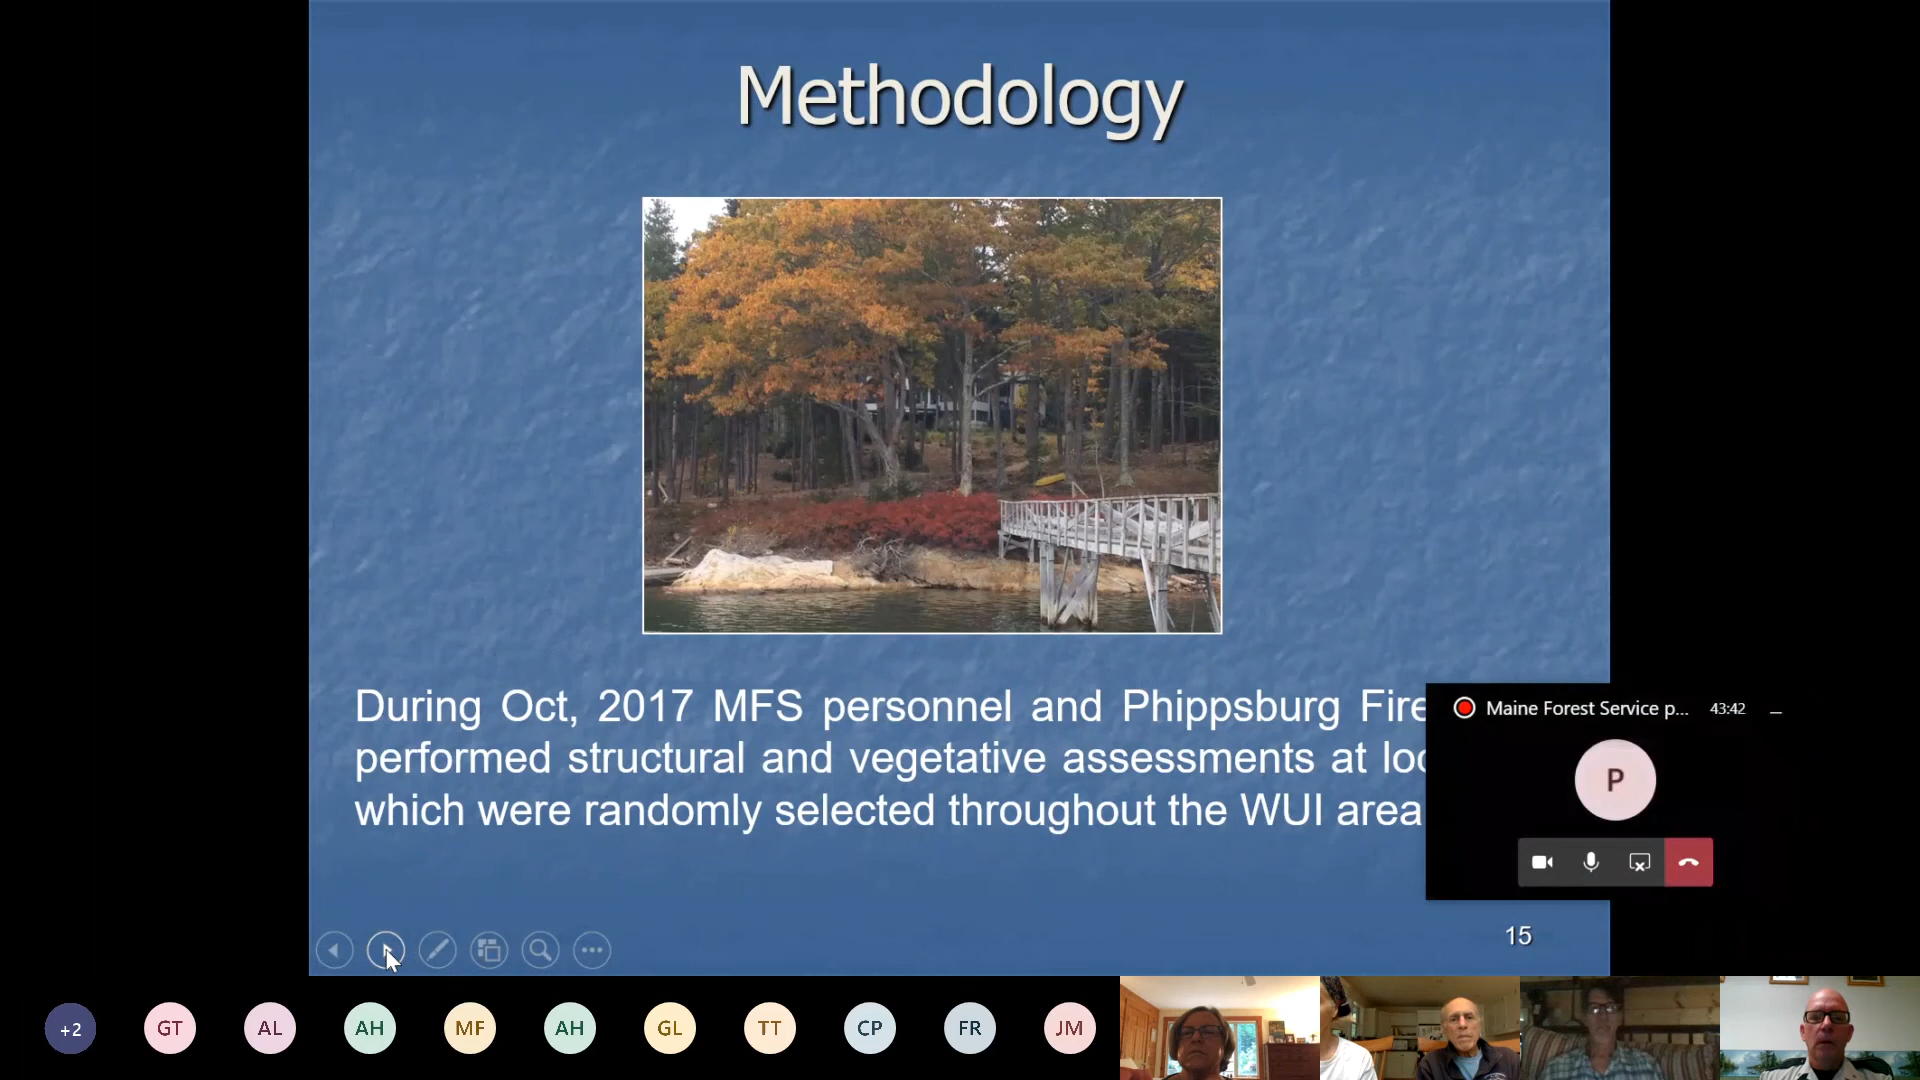 Methodology
During Oct, 2017 MFS personnel and Phippsburg Fire
performed structural and vegetative assessments at loc
which were randomly selected throughout the WUI area
Maine Forest Service p... 43:42
P
15
+2 GT AL AH MF AH GL TT CP FR JM